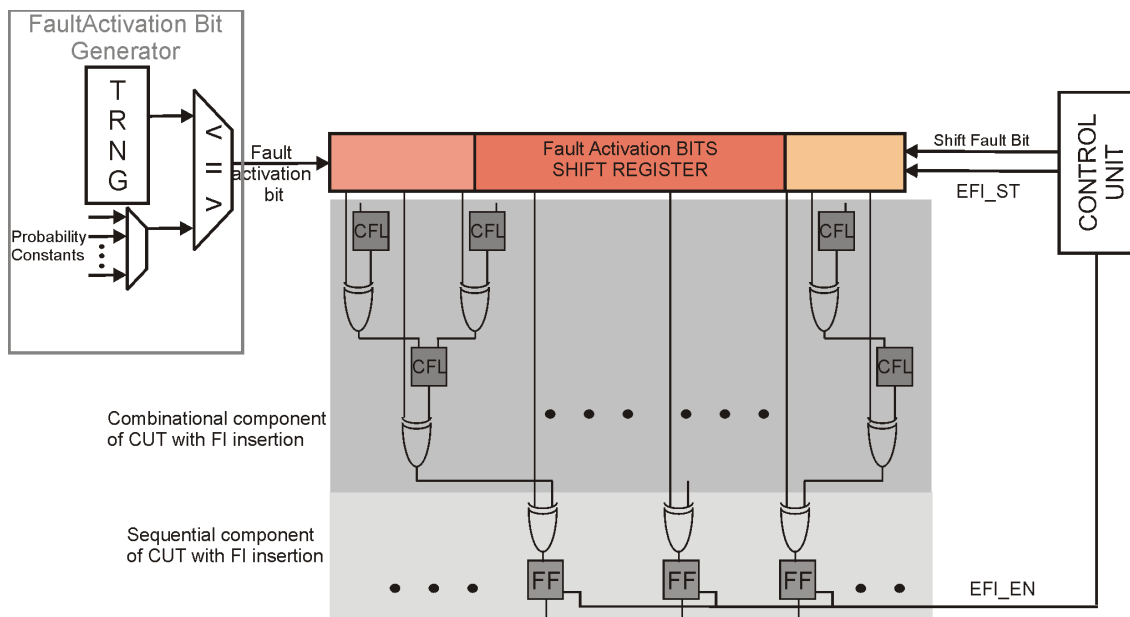 FaultActivation Bit
Generator
T
R
N
G
<
=
>
Probability
Constants
Fault
activation
bit
Fault Activation BITS
SHIFT REGISTER
Shift Fault Bit
EFI_ST
CONTROL
UNIT
CFL
CFL
CFL
CFL
CFL
Combinational component
of CUT with FI insertion
Sequential component
of CUT with FI insertion
FF
FF
FF
EFI_EN